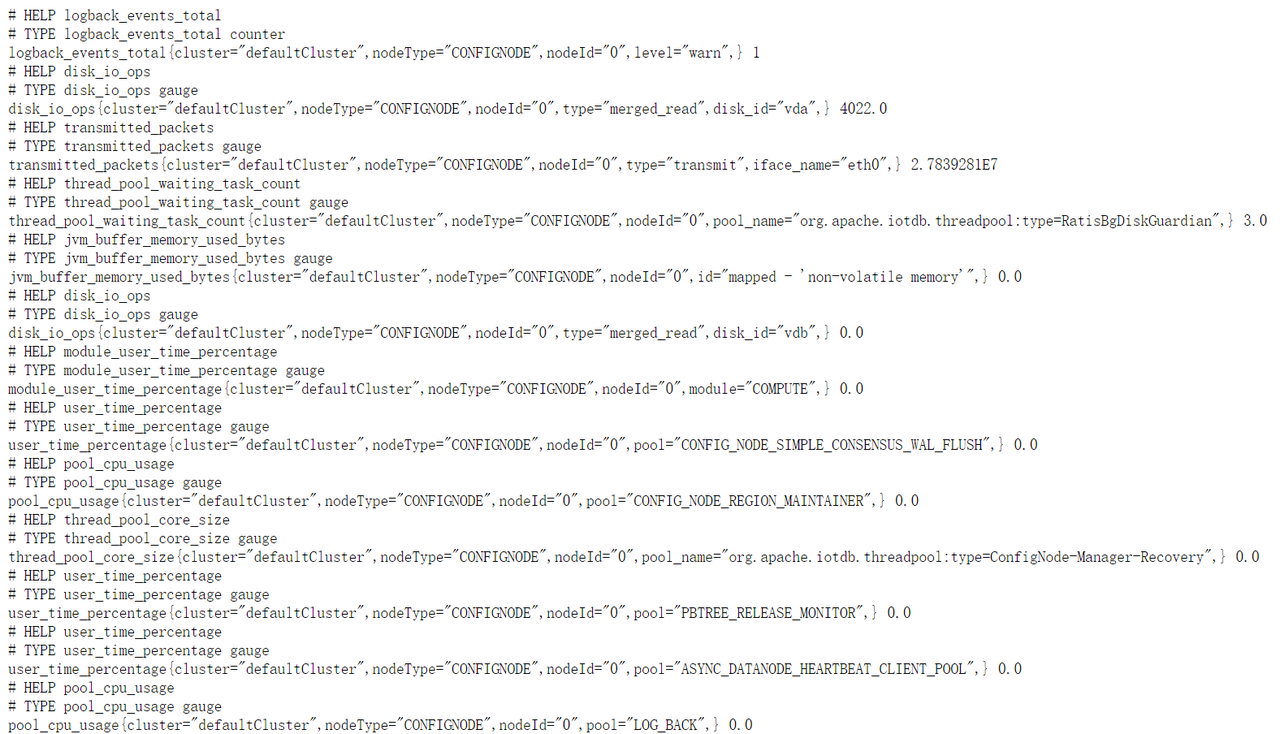 # HELP logback_events_total
# TYPE logback_events_total counter
logback_events_total{cluster="defaultCluster",nodeType="CONFIGNODE",nodeId="0",level="warn",} 1
# HELP disk_io_ops
# TYPE disk_io_ops gauge
disk_io_ops{cluster="defaultCluster",nodeType="CONFIGNODE",nodeId="0",type="merged_read",disk_id="vda",} 4022.0
# HELP transmitted_packets
# TYPE transmitted_packets gauge
transmitted_packets{cluster="defaultCluster",nodeType="CONFIGNODE",nodeId="0",type="transmit",iface_name="eth0",} 2.7839281E7
# HELP thread_pool_waiting_task_count
# TYPE thread_pool_waiting_task_count gauge
thread_pool_waiting_task_count{cluster="defaultCluster",nodeType="CONFIGNODE",nodeId="0",pool_name="org.apache.iotdb.threadpool:type=RatisBgDiskGuardian",} 3.0
# HELP jvm_buffer_memory_used_bytes
# TYPE jvm_buffer_memory_used_bytes gauge
jvm_buffer_memory_used_bytes{cluster="defaultCluster",nodeType="CONFIGNODE",nodeId="0",id="mapped - 'non-volatile memory'",} 0.0
# HELP disk_io_ops
# TYPE disk_io_ops gauge
disk_io_ops{cluster="defaultCluster",nodeType="CONFIGNODE",nodeId="0",type="merged_read",disk_id="vdb",} 0.0
# HELP module_user_time_percentage
# TYPE module_user_time_percentage gauge
module_user_time_percentage{cluster="defaultCluster",nodeType="CONFIGNODE",nodeId="0",module="COMPUTE",} 0.0
# HELP user_time_percentage
# TYPE user_time_percentage gauge
user_time_percentage{cluster="defaultCluster",nodeType="CONFIGNODE",nodeId="0",pool="CONFIG_NODE_SIMPLE_CONSENSUS_WAL_FLUSH",} 0.0
# HELP pool_cpu_usage
# TYPE pool_cpu_usage gauge
pool_cpu_usage{cluster="defaultCluster",nodeType="CONFIGNODE",nodeId="0",pool="CONFIG_NODE_REGION_MAINTAINER",} 0.0
# HELP thread_pool_core_size
# TYPE thread_pool_core_size gauge
thread_pool_core_size{cluster="defaultCluster",nodeType="CONFIGNODE",nodeId="0",pool_name="org.apache.iotdb.threadpool:type=ConfigNode-Manager-Recovery",} 0.0
# HELP user_time_percentage
# TYPE user_time_percentage gauge
user_time_percentage{cluster="defaultCluster",nodeType="CONFIGNODE",nodeId="0",pool="PBTREE_RELEASE_MONITOR",} 0.0
# HELP user_time_percentage
# TYPE user_time_percentage gauge
user_time_percentage{cluster="defaultCluster",nodeType="CONFIGNODE",nodeId="0",pool="ASYNC_DATANODE_HEARTBEAT_CLIENT_POOL",} 0.0
# HELP pool_cpu_usage
# TYPE pool_cpu_usage gauge
pool_cpu_usage{cluster="defaultCluster",nodeType="CONFIGNODE",nodeId="0",pool="LOG_BACK",} 0.0